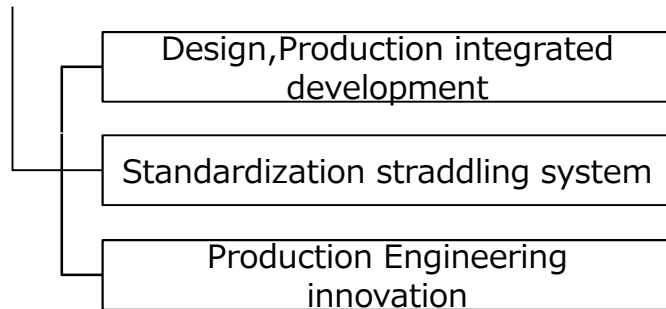 Design,Production integrated
development
Standardization straddling system
Production Engineering
innovation